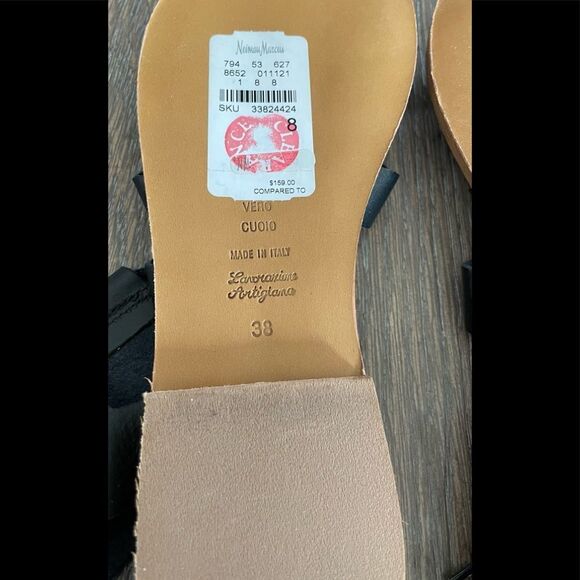 Neiman Marcus
794 53 627
8652 011121
1 8 8
SKU 33824424
8
CLEARANCE
$159.00
COMPARED TO
VERO
CUOIO
MADE IN ITALY
Lavorazione
Artigiana
38